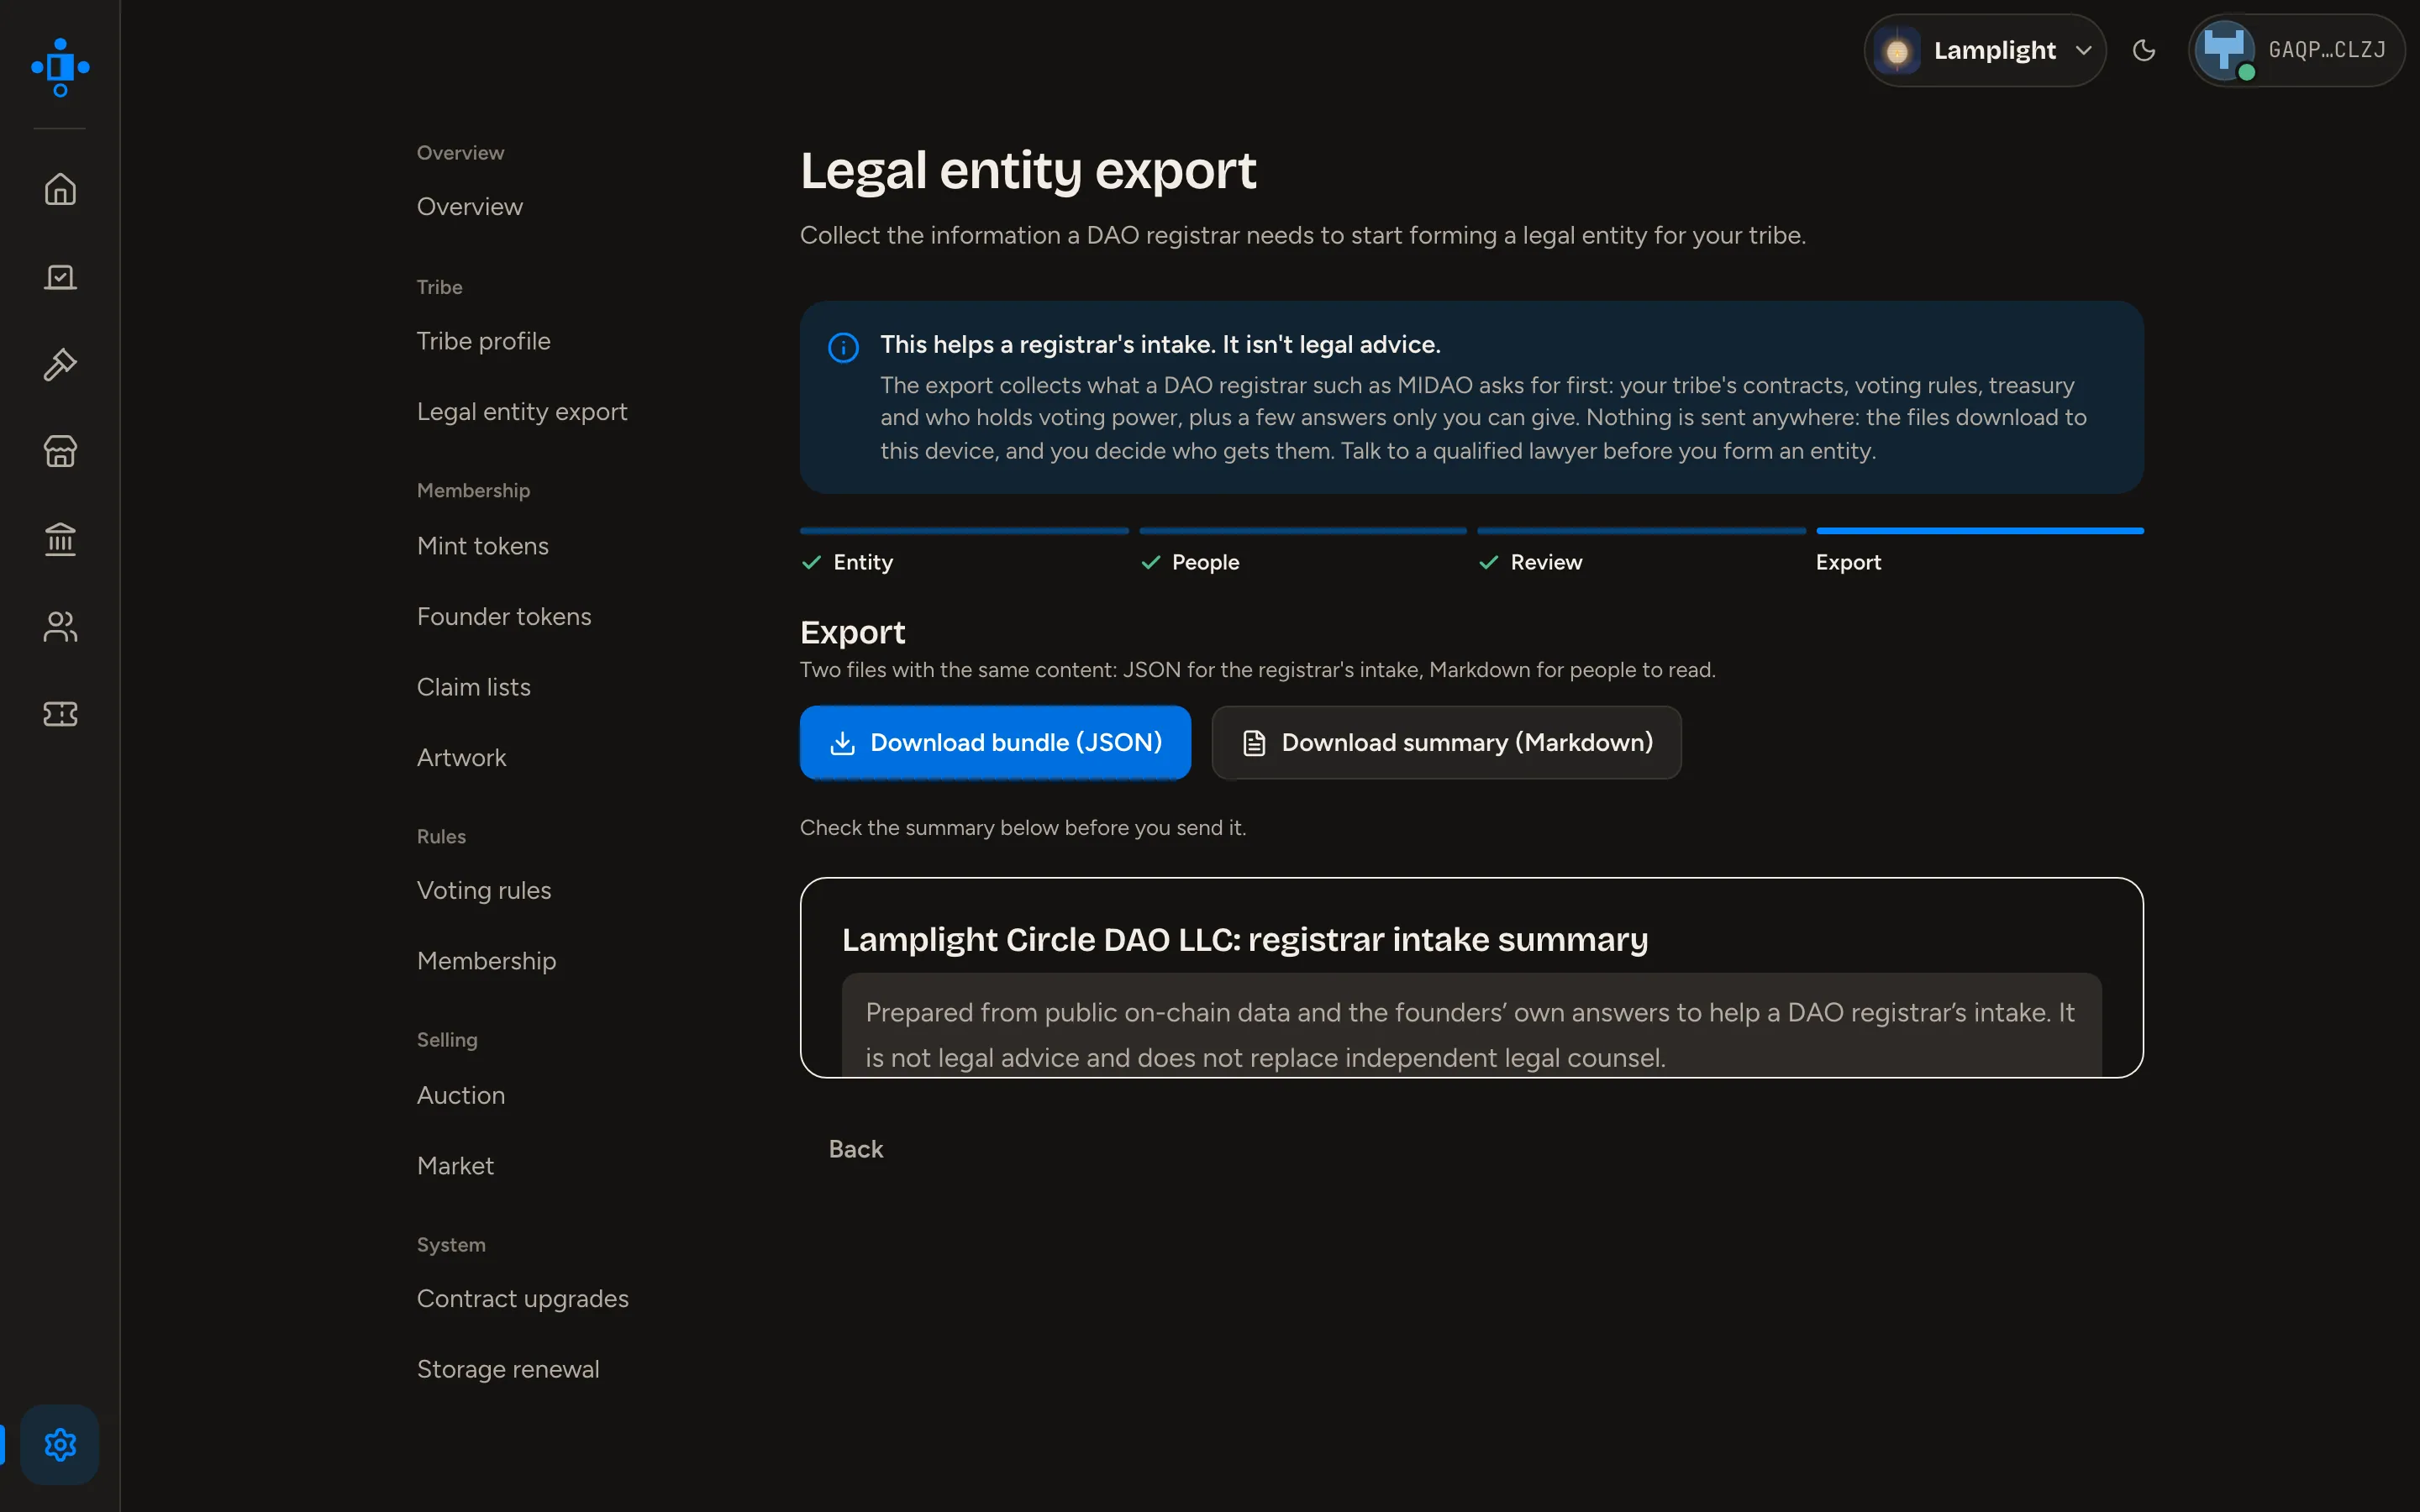 Lamplight
GAQP...CLZJ
Overview
Overview
Tribe
Tribe profile
Legal entity export
Membership
Mint tokens
Founder tokens
Claim lists
Artwork
Rules
Voting rules
Membership
Selling
Auction
Market
System
Contract upgrades
Storage renewal
Legal entity export
Collect the information a DAO registrar needs to start forming a legal entity for your tribe.
This helps a registrar's intake. It isn't legal advice.
The export collects what a DAO registrar such as MIDAO asks for first: your tribe's contracts, voting rules, treasury
and who holds voting power, plus a few answers only you can give. Nothing is sent anywhere: the files download to
this device, and you decide who gets them. Talk to a qualified lawyer before you form an entity.
Entity
People
Review
Export
Export
Two files with the same content: JSON for the registrar's intake, Markdown for people to read.
Download bundle (JSON)
Download summary (Markdown)
Check the summary below before you send it.
Lamplight Circle DAO LLC: registrar intake summary
Prepared from public on-chain data and the founders’ own answers to help a DAO registrar’s intake. It
is not legal advice and does not replace independent legal counsel.
Back